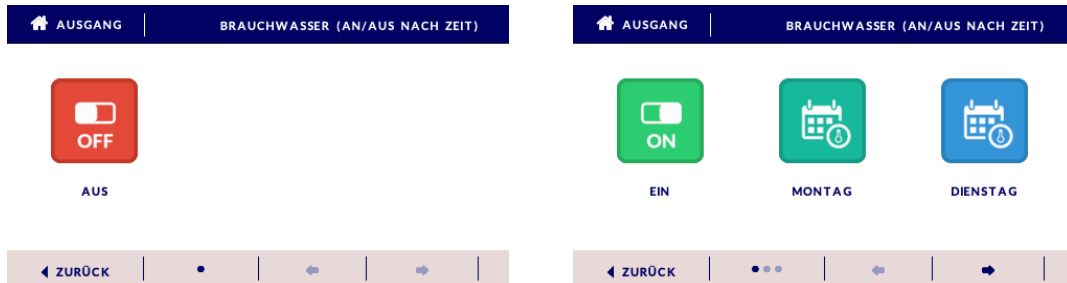 AUSGANG
BRAUCHWASSER (AN/AUS NACH ZEIT)
OFF
AUS
ZURÜCK
AUSGANG
BRAUCHWASSER (AN/AUS NACH ZEIT)
ON
EIN
MONTAG
DIENSTAG
ZURÜCK